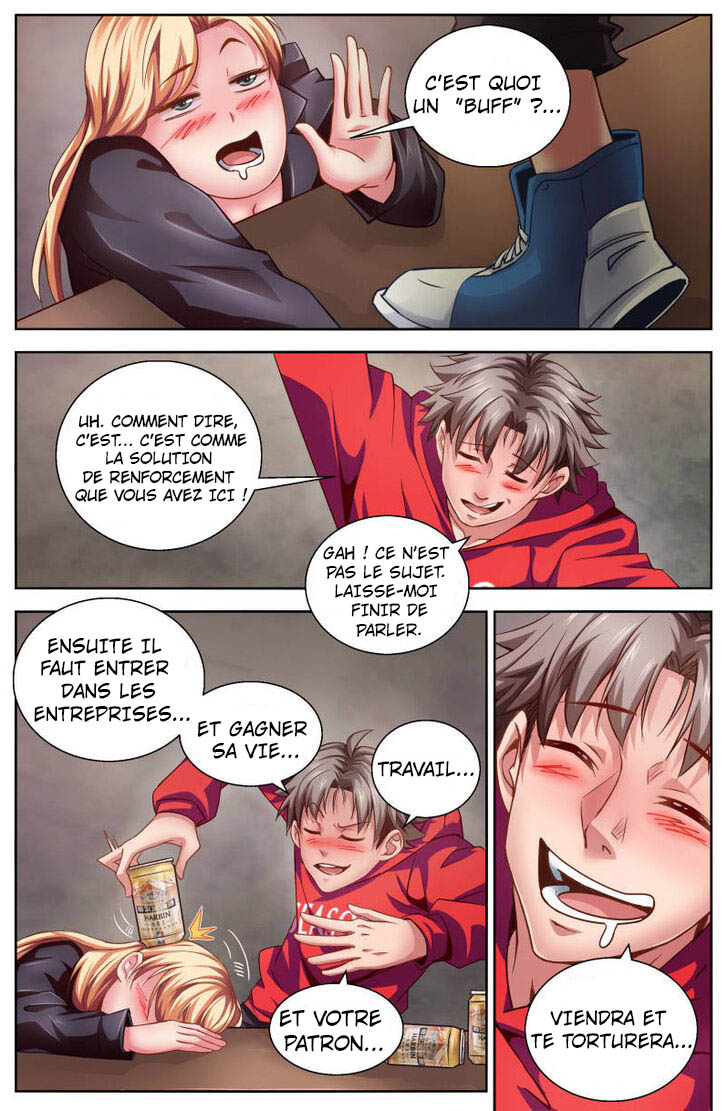 C'EST QUOI
UN "BUFF" ?...
UH. COMMENT DIRE,
C'EST... C'EST COMME
LA SOLUTION
DE RENFORCEMENT
QUE VOUS AVEZ ICI !
GAH ! CE N'EST
PAS LE SUJET.
LAISSE-MOI
FINIR DE
PARLER.
ENSUITE IL
FAUT ENTRER
DANS LES
ENTREPRISES...
ET GAGNER
SA VIE...
TRAVAIL...
HARBIN
ET VOTRE
PATRON...
HARBIN
VIENDRA ET
TE TORTURERA...